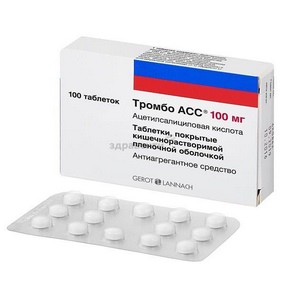 100 таблеток
Тромбо АСС® 100 мг
Ацетилсалициловая кислота
Таблетки, покрытые
кишечнорастворимой
пленочной оболочкой
Антиагрегантное средство
GEROT LANNACH